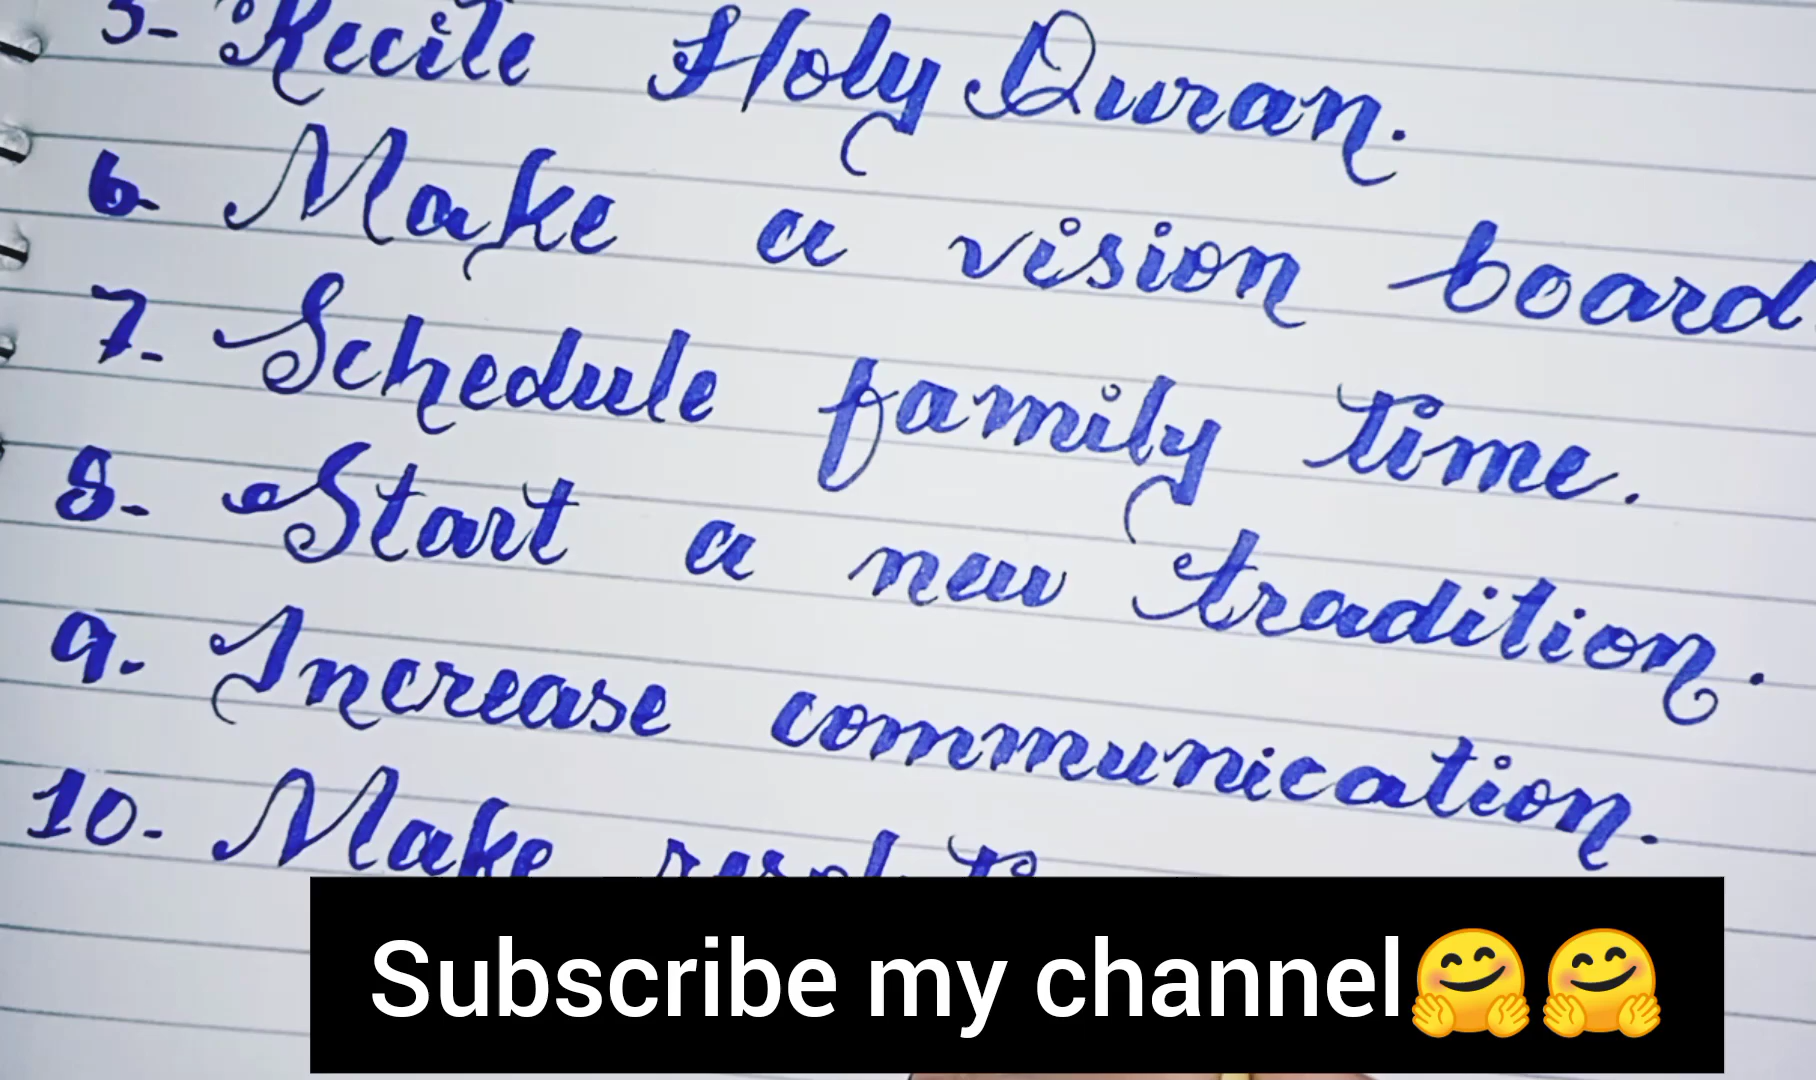 5- Recite Holy Quran.
6- Make a vision board.
7- Schedule family time.
8- Start a new tradition.
9- Increase communication.
10- Make
Subscribe my channel🤗🤗